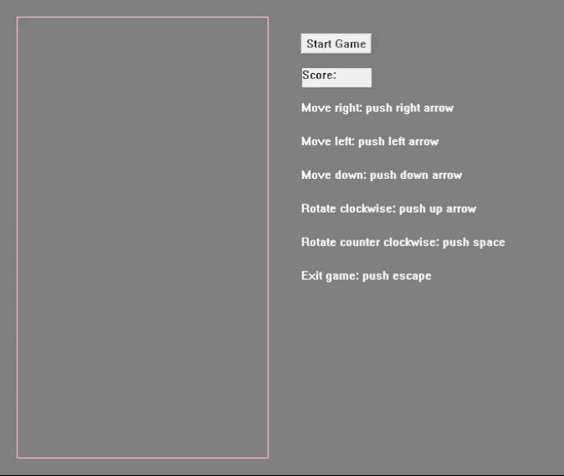 Start Game
Score:
Move right: push right arrow
Move left: push left arrow
Move down: push down arrow
Rotate clockwise: push up arrow
Rotate counter clockwise: push space
Exit game: push escape